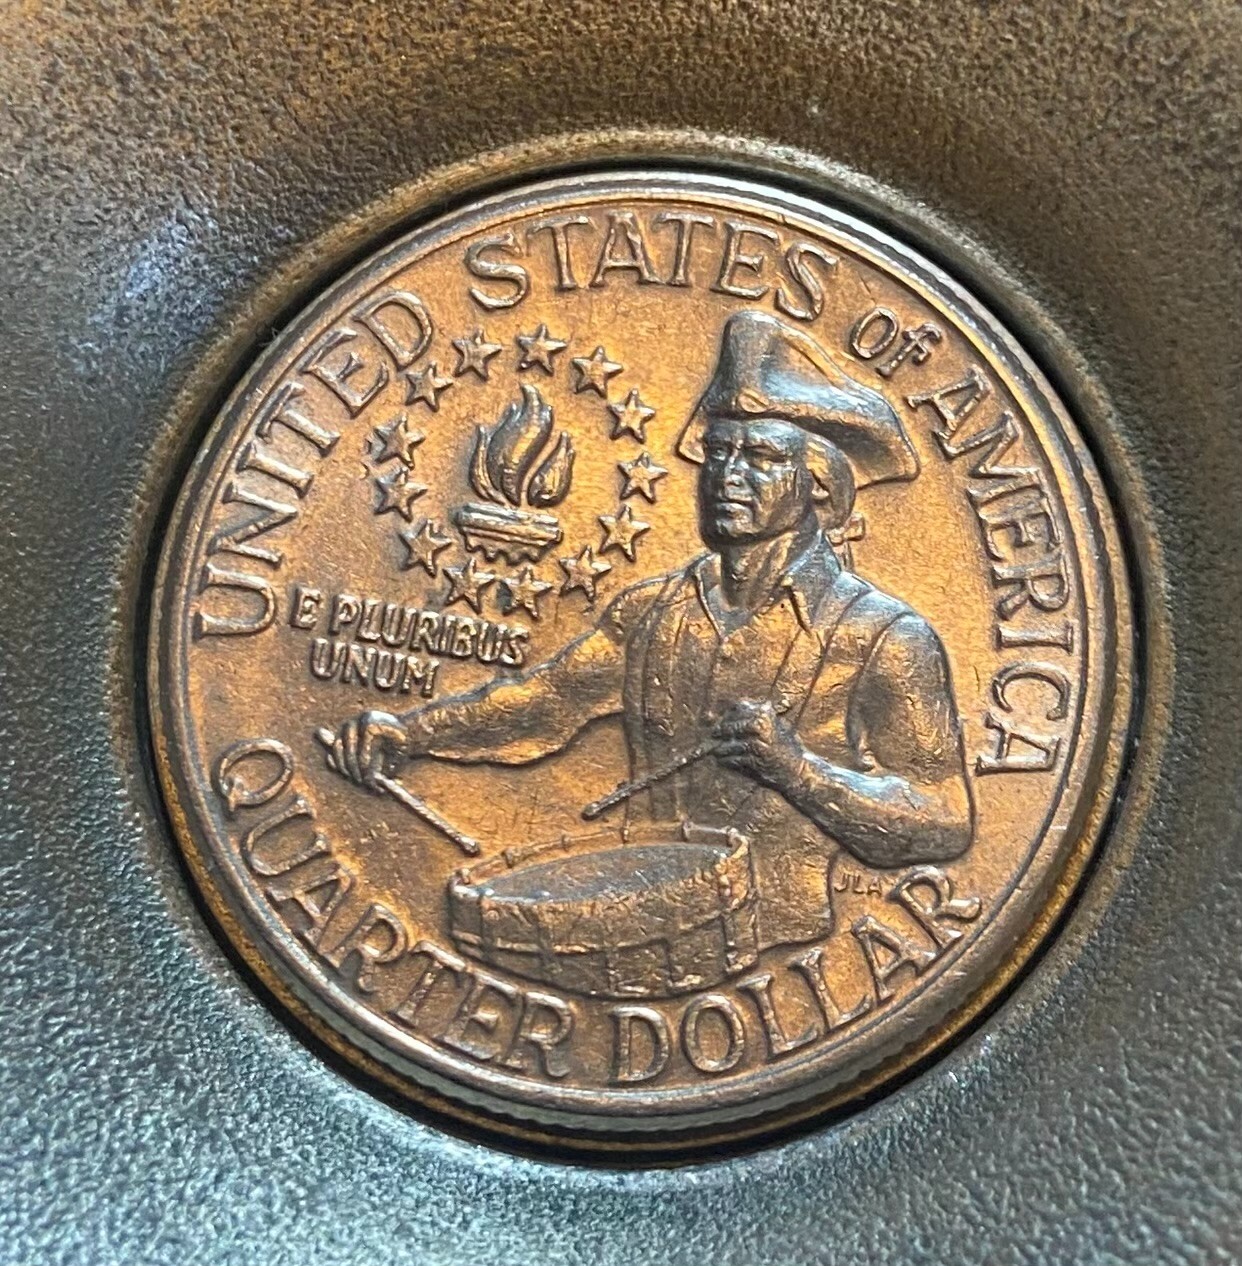 UNITED STATES of AMERICA
E PLURIBUS
UNUM
JLA
QUARTER DOLLAR